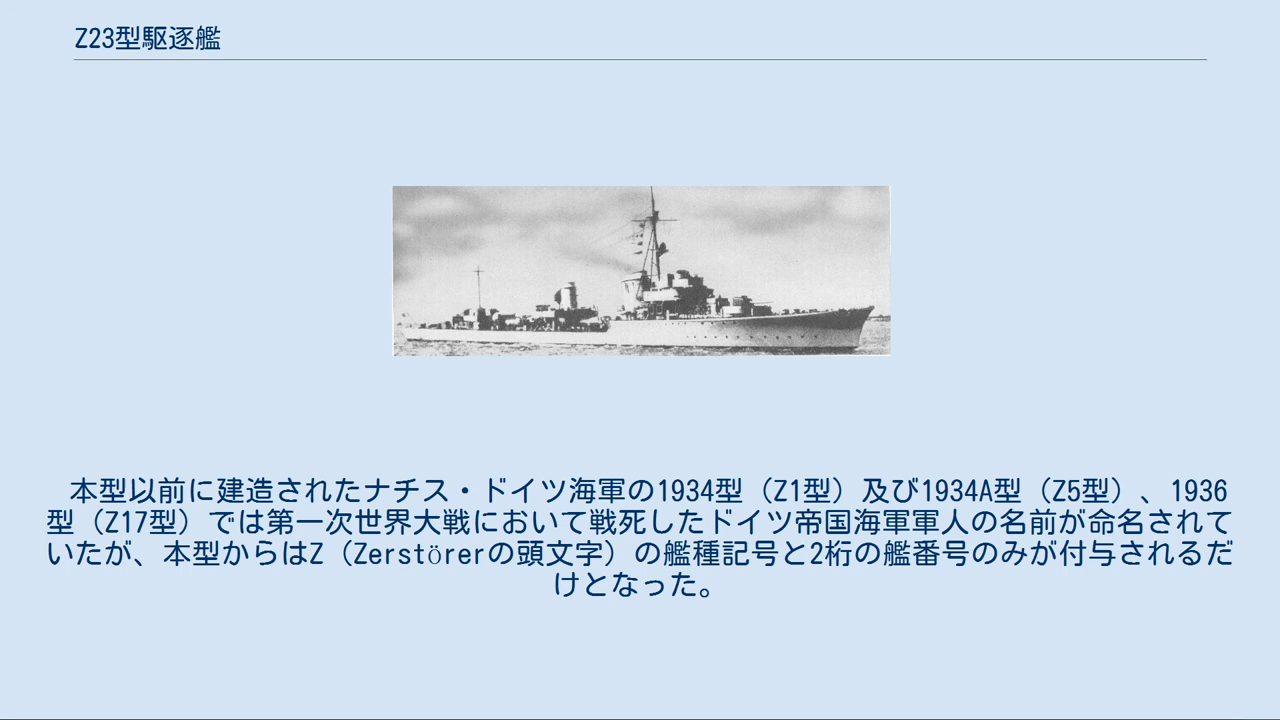 Z23型駆逐艦
本型以前に建造されたナチス・ドイツ海軍の1934型（Z1型）及び1934A型（Z5型）、1936
型（Z17型）では第一次世界大戦において戦死したドイツ帝国海軍軍人の名前が命名されて
いたが、本型からはZ（Zerstörerの頭文字）の艦種記号と2桁の艦番号のみが付与されるだ
けとなった。